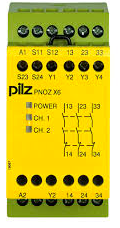 A1 S11 S12 13 23 33
S23 S24 Y1 Y2 Y3 Y4
pilz
PNOZ X6
POWER 13 23 33
CH. 1
CH. 2
14 24 34
A2 Y2 14 24 34